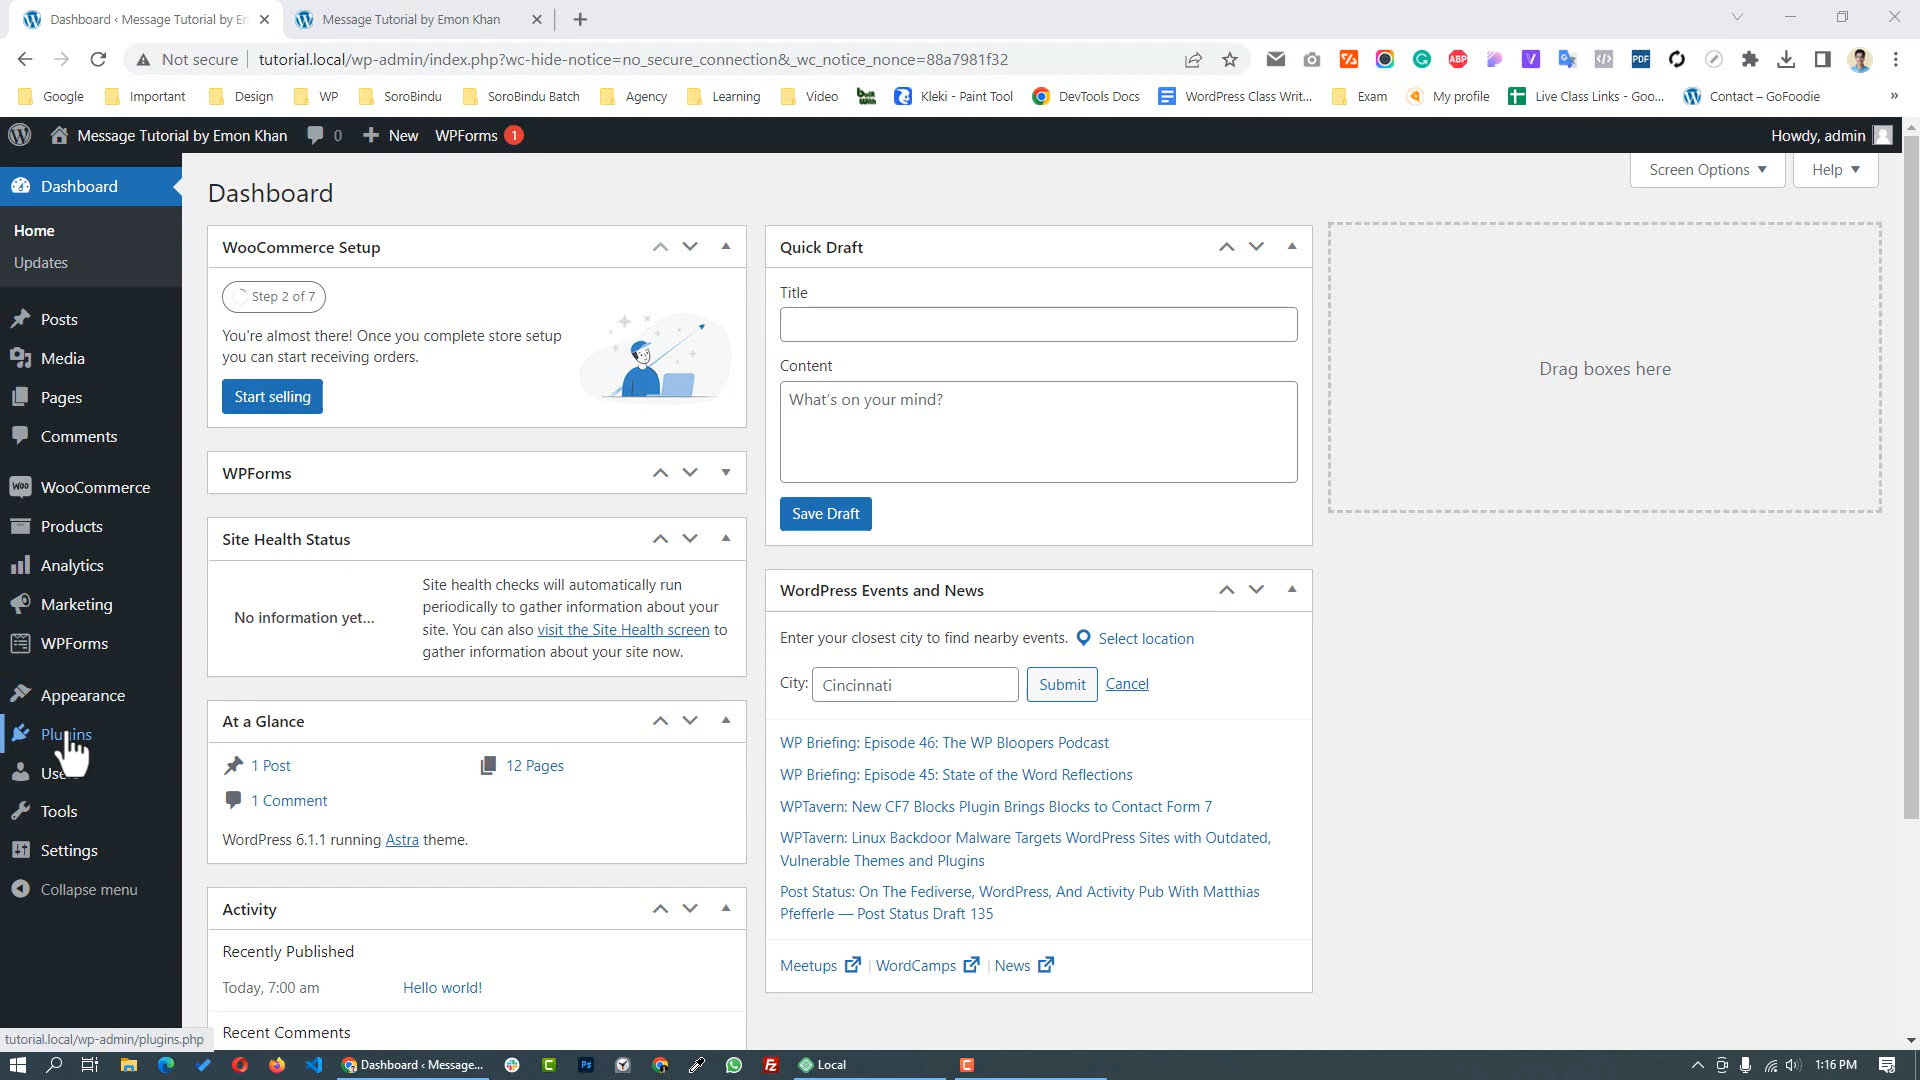 Dashboard ‹ Message Tutorial by En
Message Tutorial by Emon Khan
Not secure
tutorial.local/wp-admin/index.php?wc-hide-notice=no_secure_connection&_wc_notice_nonce=88a7981f32
Google
Important
Design
WP
SoroBindu
SoroBindu Batch
Agency
Learning
Video
Kleki - Paint Tool
DevTools Docs
WordPress Class Writ...
Exam
My profile
Live Class Links - Goo...
Contact – GoFoodie
»
Message Tutorial by Emon Khan
0
New
WPForms 1
Howdy, admin
Dashboard
Home
Updates
Posts
Media
Pages
Comments
WooCommerce
Products
Analytics
Marketing
WPForms
Appearance
Plugins
Tools
Settings
Collapse menu
Screen Options
Help
Dashboard
WooCommerce Setup
Step 2 of 7
You're almost there! Once you complete store setup
you can start receiving orders.
Start selling
WPForms
Site Health Status
No information yet...
Site health checks will automatically run
periodically to gather information about your
site. You can also visit the Site Health screen to
gather information about your site now.
At a Glance
1 Post
12 Pages
1 Comment
WordPress 6.1.1 running Astra theme.
Activity
Recently Published
Today, 7:00 am
Hello world!
Recent Comments
Quick Draft
Title
Content
What's on your mind?
Save Draft
WordPress Events and News
Enter your closest city to find nearby events.
Select location
City:
Cincinnati
Submit
Cancel
WP Briefing: Episode 46: The WP Bloopers Podcast
WP Briefing: Episode 45: State of the Word Reflections
WPTavern: New CF7 Blocks Plugin Brings Blocks to Contact Form 7
WPTavern: Linux Backdoor Malware Targets WordPress Sites with Outdated,
Vulnerable Themes and Plugins
Post Status: On The Fediverse, WordPress, And Activity Pub With Matthias
Pfefferle — Post Status Draft 135
Meetups
| WordCamps
| News
Drag boxes here
tutorial.local/wp-admin/plugins.php
Dashboard ‹ Message...
Local
1:16 PM